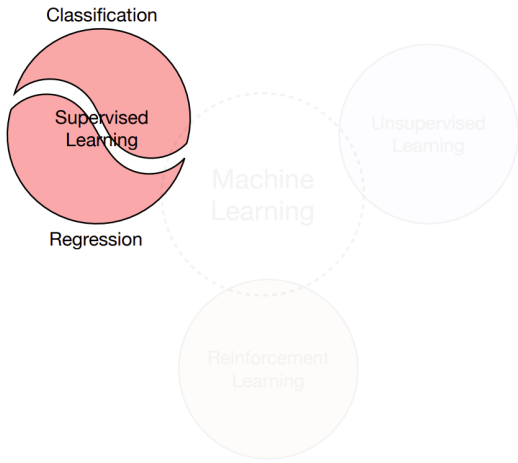 Classification
Supervised
Learning
Regression
Unsupervised
Learning
Machine
Learning
Reinforcement
Learning